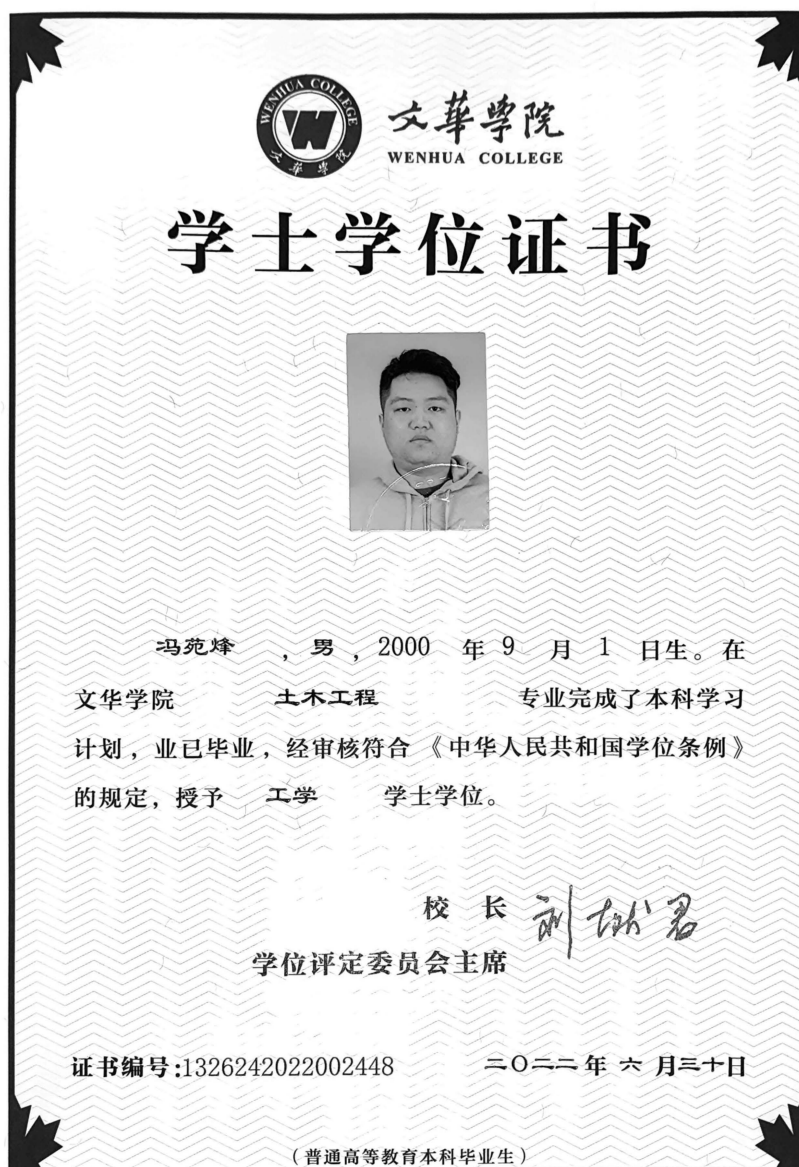 WENHUA COLLEGE
文华学院
文華学院
WENHUA COLLEGE
学士学位证书
冯苑烽 ，男，2000 年 9 月 1 日生。在
文华学院 土木工程 专业完成了本科学习
计划，业已毕业，经审核符合《中华人民共和国学位条例》
的规定，授予 工学 学士学位。
校 长
学位评定委员会主席
证书编号:1326242022002448 二〇二二年 六 月三十日
（普通高等教育本科毕业生）